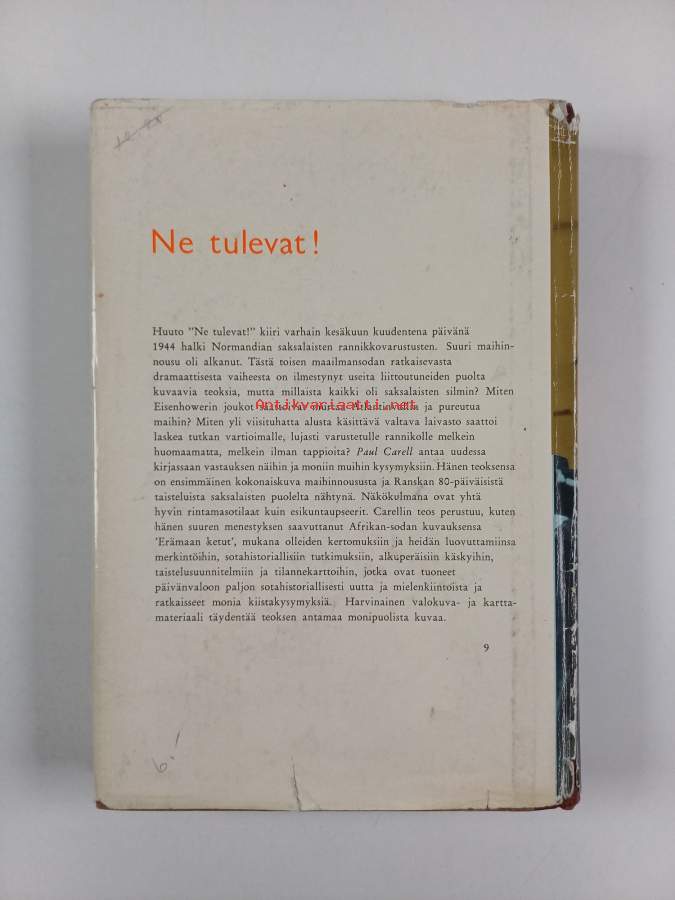 Ne tulevat!
Huuto "Ne tulevat!" kiiri varhain kesäkuun kuudentena päivänä
1944 halki Normandian saksalaisten rannikkovarustusten. Suuri maihin-
nousu oli alkanut. Tästä toisen maailmansodan ratkaisevasta
dramaattisesta vaiheesta on ilmestynyt useita liittoutuneiden puolta
kuvaavia teoksia, mutta millaista kaikki oli saksalaisten silmin? Miten
Eisenhowerin joukot ja pureutua
Antikvariaatti.net
maihin? Miten yli viisituhatta alusta käsittävä valtava laivasto saattoi
laskea tutkan vartioimalle, lujasti varustetulle rannikolle melkein
huomaamatta, melkein ilman tappioita? Paul Carell antaa uudessa
kirjassaan vastauksen näihin ja moniin muihin kysymyksiin. Hänen teoksensa
on ensimmäinen kokonaiskuva maihinnoususta ja Ranskan 80-päiväisistä
taisteluista saksalaisten puolelta nähtynä. Näkökulmana ovat yhtä
hyvin rintamasotilaat kuin esikuntaupseerit. Carellin teos perustuu, kuten
hänen suuren menestyksen saavuttanut Afrikan-sodan kuvauksensa
'Erämaan ketut', mukana olleiden kertomuksiin ja heidän luovuttamiinsa
merkintöihin, sotahistoriallisiin tutkimuksiin, alkuperäisiin käskyihin,
taistelusuunnitelmiin ja tilannekarttoihin, jotka ovat tuoneet
päivänvaloon paljon sotahistoriallisesti uutta ja mielenkiintoista ja
ratkaisseet monia kiistakysymyksiä. Harvinainen valokuva- ja kartta-
materiaali täydentää teoksen antamaa monipuolista kuvaa.
9